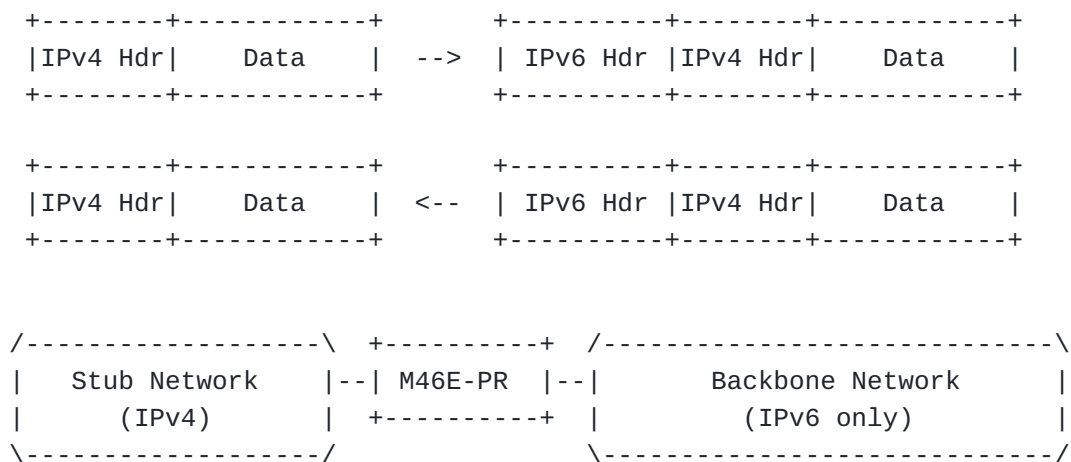 +--------+------------+       +----------+--------+------------+
|IPv4 Hdr|    Data    |  -->  | IPv6 Hdr |IPv4 Hdr|    Data    |
+--------+------------+       +----------+--------+------------+
+--------+------------+       +----------+--------+------------+
|IPv4 Hdr|    Data    |  <--  | IPv6 Hdr |IPv4 Hdr|    Data    |
+--------+------------+       +----------+--------+------------+
/-------------------\  +----------+  /-----------------------------\
|   Stub Network    |--| M46E-PR  |--|       Backbone Network      |
|      (IPv4)       |  +----------+  |         (IPv6 only)         |
\-------------------/                \-----------------------------/